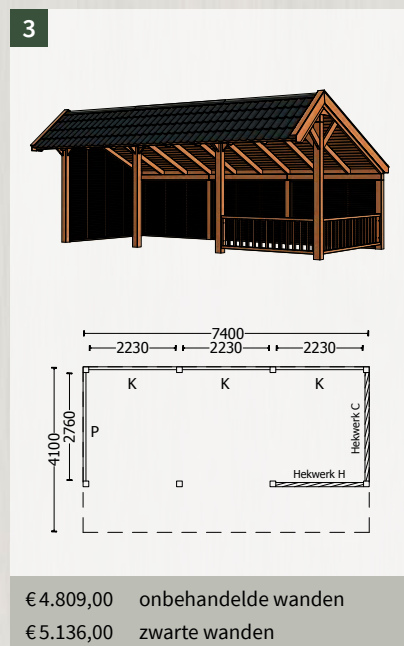 3
7400
2230 2230 2230
K K K
P
2760
4100
Hekwerk C
Hekwerk H
€ 4.809,00 onbehandelde wanden
€ 5.136,00 zwarte wanden